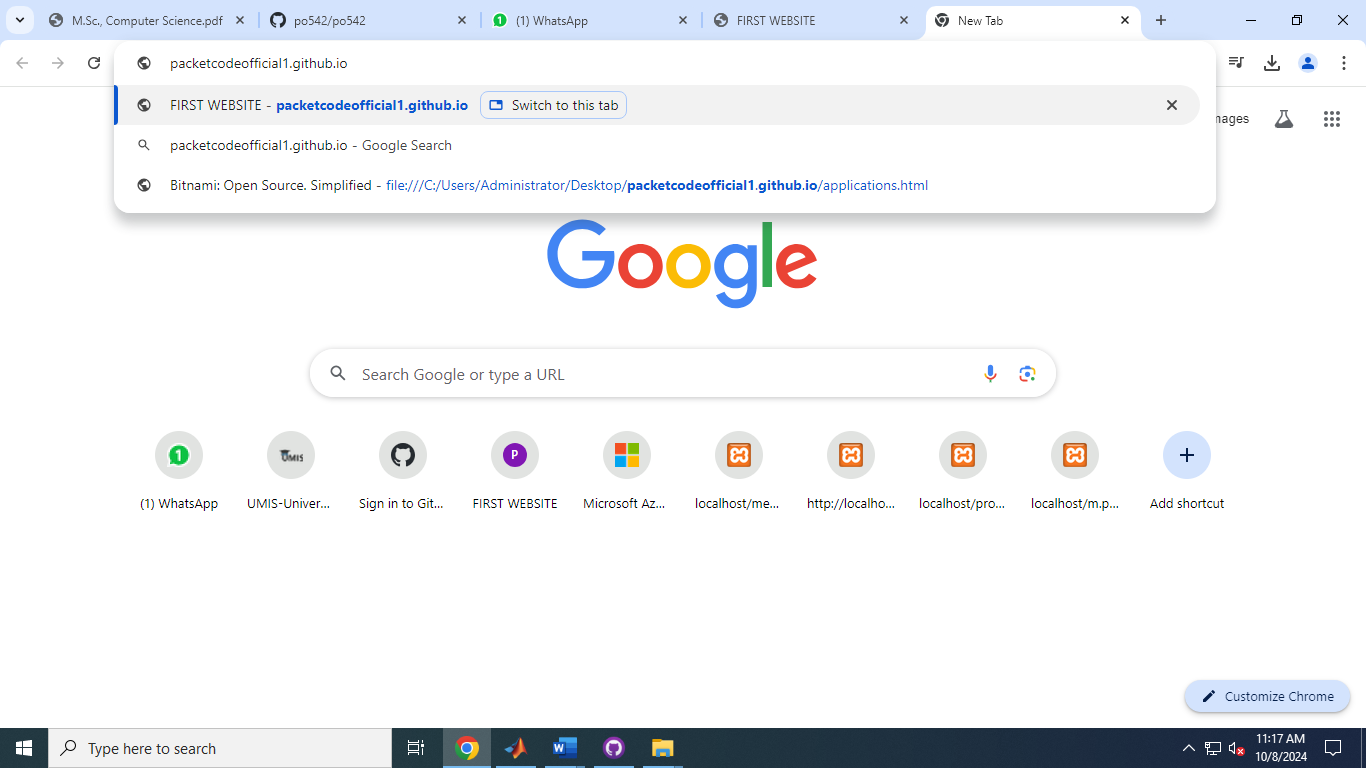 M.Sc., Computer Science.pdf
po542/po542
(1) WhatsApp
FIRST WEBSITE
New Tab
packetcodeofficial1.github.io
FIRST WEBSITE - packetcodeofficial1.github.io Switch to this tab
packetcodeofficial1.github.io - Google Search
Bitnami: Open Source. Simplified - file:///C:/Users/Administrator/Desktop/packetcodeofficial1.github.io/applications.html
mages
Google
Search Google or type a URL
1
UMIS
P
(1) WhatsApp
UMIS-Univer...
Sign in to Git...
FIRST WEBSITE
Microsoft Az...
localhost/me...
http://localho...
localhost/pro...
localhost/m.p...
Add shortcut
Customize Chrome
Type here to search
11:17 AM
10/8/2024